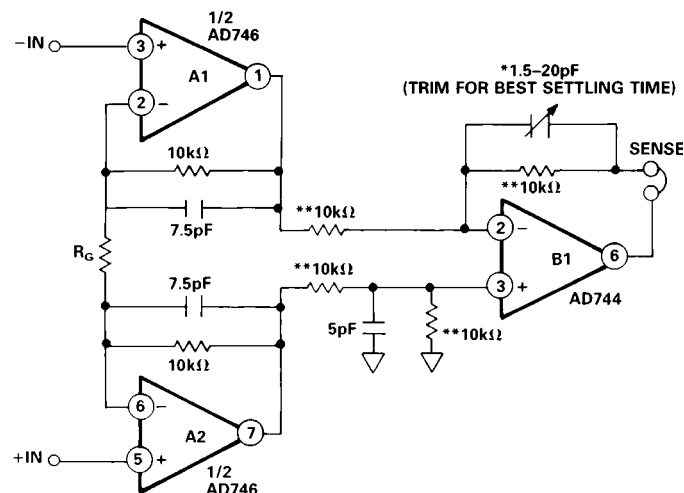 1/2
AD746
–IN
3
+
A1
1
2
–
*1.5–20pF
(TRIM FOR BEST SETTLING TIME)
10kΩ
SENSE
**10kΩ
7.5pF
**10kΩ
2
–
RG
B1
6
**10kΩ
7.5pF
3
+
AD744
5pF
**10kΩ
10kΩ
6
–
A2
7
+IN
5
+
1/2
AD746